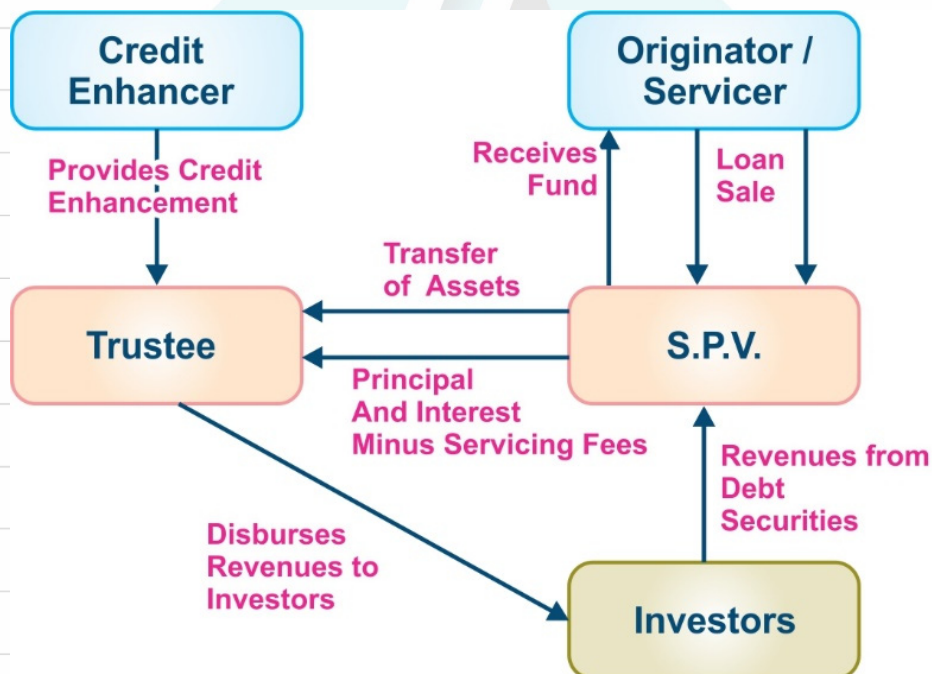 Credit
Enhancer
Originator /
Servicer
Provides Credit
Enhancement
Receives
Fund
Loan
Sale
Transfer
of Assets
Trustee
S.P.V.
Principal
And Interest
Minus Servicing Fees
Revenues from
Debt
Securities
Disburses
Revenues to
Investors
Investors